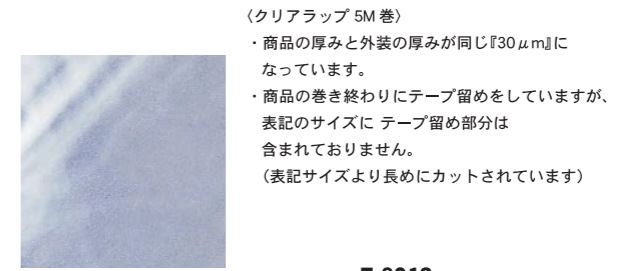 〈クリアラップ 5M 巻〉
・商品の厚みと外装の厚みが同じ『30μm』に
なっています。
・商品の巻き終わりにテープ留めをしていますが、
表記のサイズに テープ留め部分は
含まれておりません。
（表記サイズより長めにカットされています）